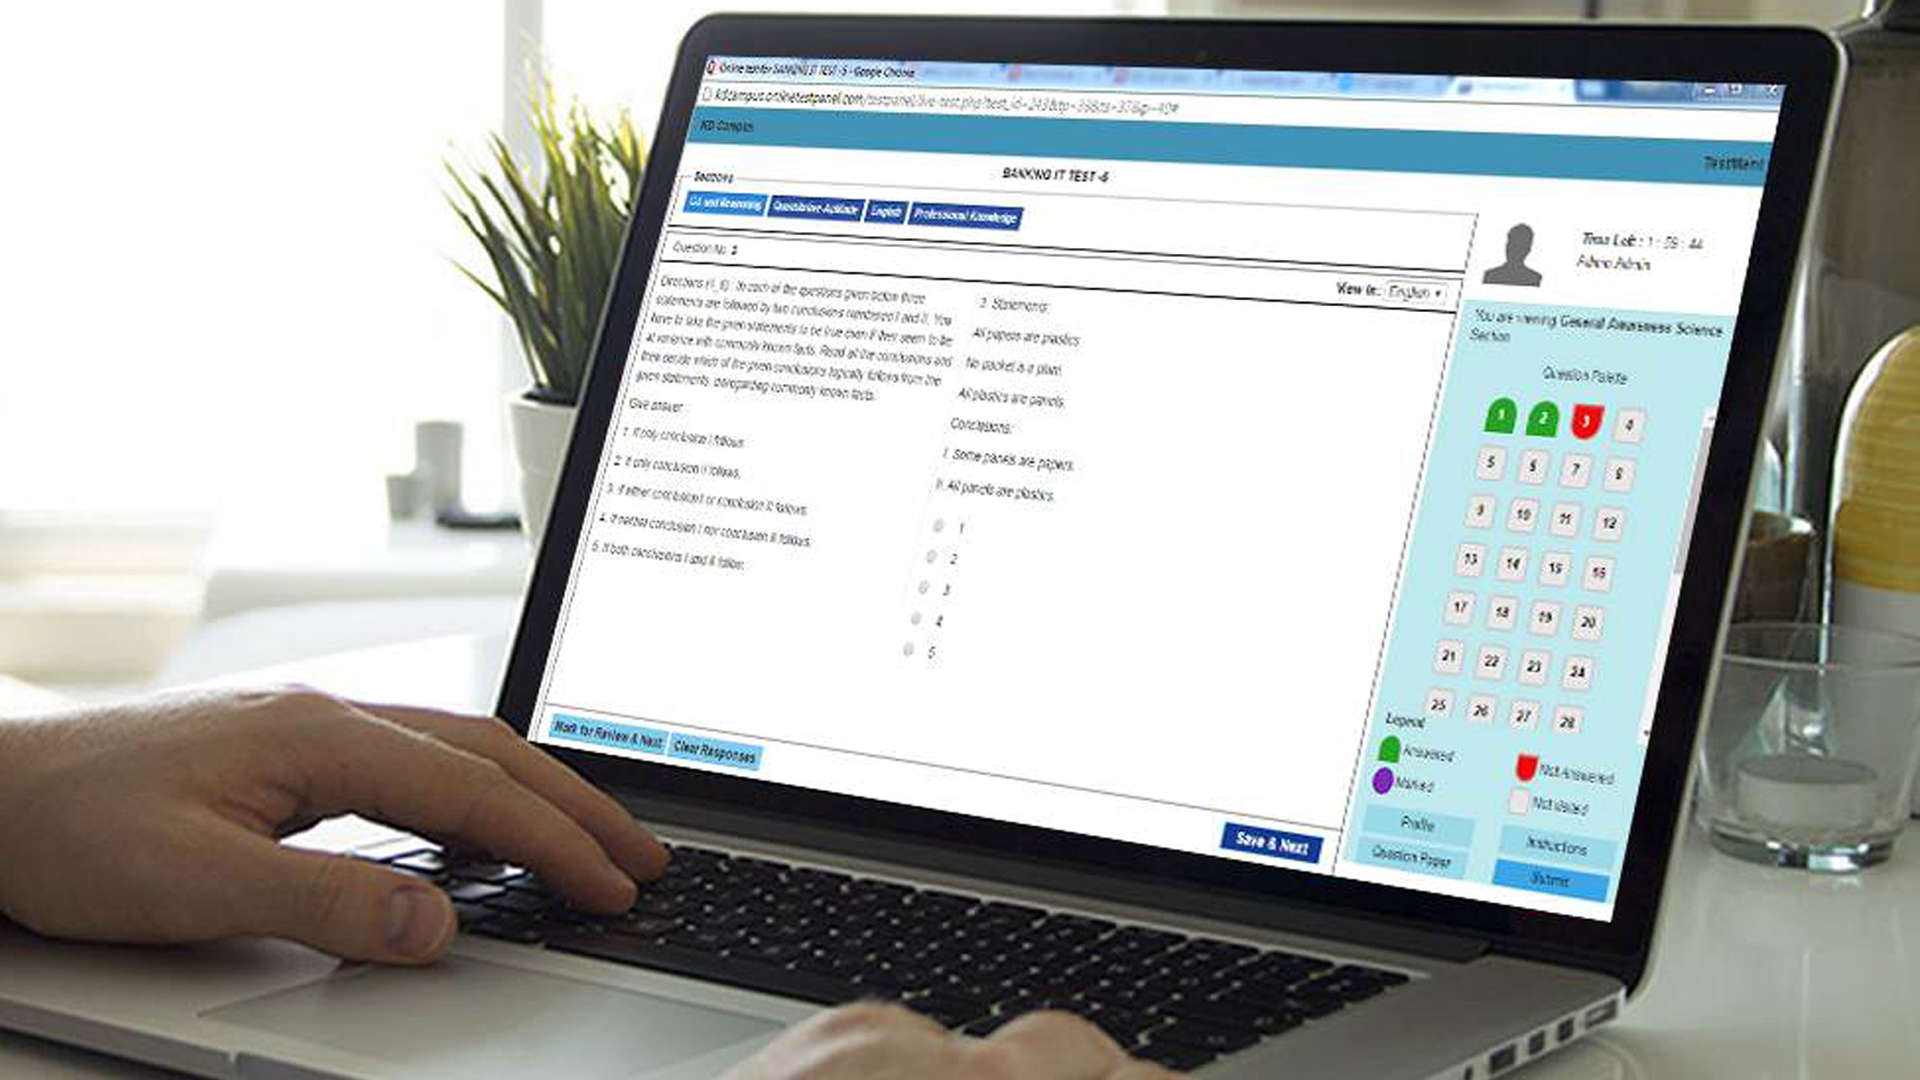 Online test for BANKING IT TEST -5 - Google Chrome
kdcampus.onlinetestpanel.com/testpanel/live-test.php?test_id=
KD Campus
BANKING IT TEST -5
Sections
GA and Reasoning Quantitative-Aptitude English Professional Knowledge
Question No. 3
View in: English
Directions (1_5) : In each of the questions given below three
statements are followed by two conclusions numbered I and II. You
have to take the given statements to be true even if they seem to be
at variance with commonly known facts. Read all the conclusions and
then decide which of the given conclusions logically follows from the
given statements, disregarding commonly known facts.
Give answer
1. If only conclusion I follows.
2. If only conclusion II follows.
3. If either conclusion I or conclusion II follows.
4. If neither conclusion I nor conclusion II follows.
5. If both conclusions I and II follow.
3. Statements:
All papers are plastics
No packet is a plant.
All plastics are panels.
Conclusions:
I. Some panels are papers.
II. All panels are plastics.
1
2
3
4
5
Mark for Review & Next Clear Responses
Save & Next
Time Left : 1 : 59 : 44
Admin Admin
You are viewing General Awareness Science
Section
Question Palette
1 2 3 4
5 6 7 8
9 10 11 12
13 14 15 16
17 18 19 20
21 22 23 24
25 26 27 28
Legend
Answered Not Answered
Marked Not Visited
Profile Instructions
Question Paper Submit